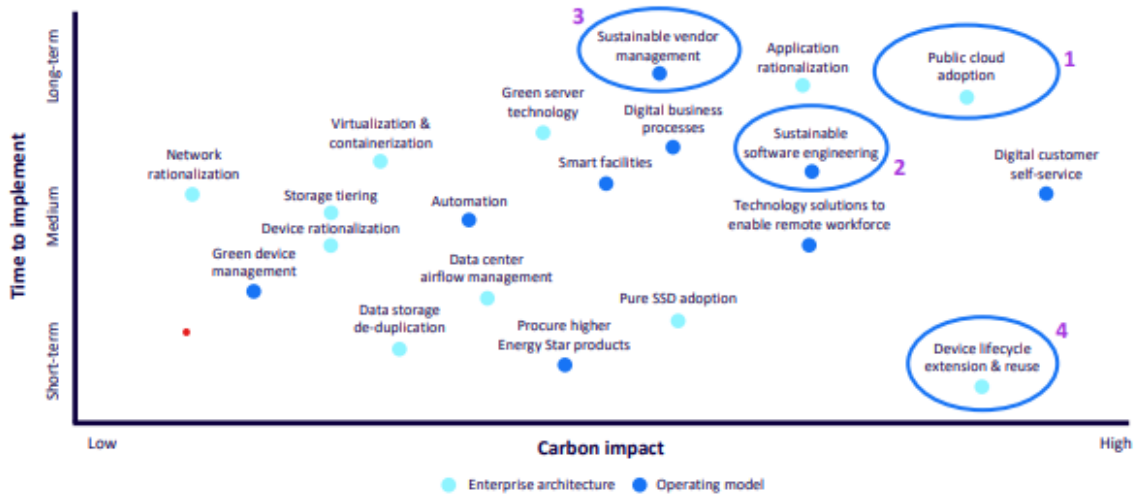 3
Sustainable vendor
management
Application
rationalization
Public cloud
adoption
1
Green server
technology
Digital business
processes
Virtualization &
containerization
Sustainable
software engineering
2
Network
rationalization
Smart facilities
Digital customer
self-service
Storage tiering
Automation
Technology solutions to
enable remote workforce
Device rationalization
Green device
management
Data center
airflow management
Pure SSD adoption
Data storage
de-duplication
Procure higher
Energy Star products
Device lifecycle
extension & reuse
4
Time to implement
Long-term
Medium
Short-term
Low
Carbon impact
High
Enterprise architecture
Operating model